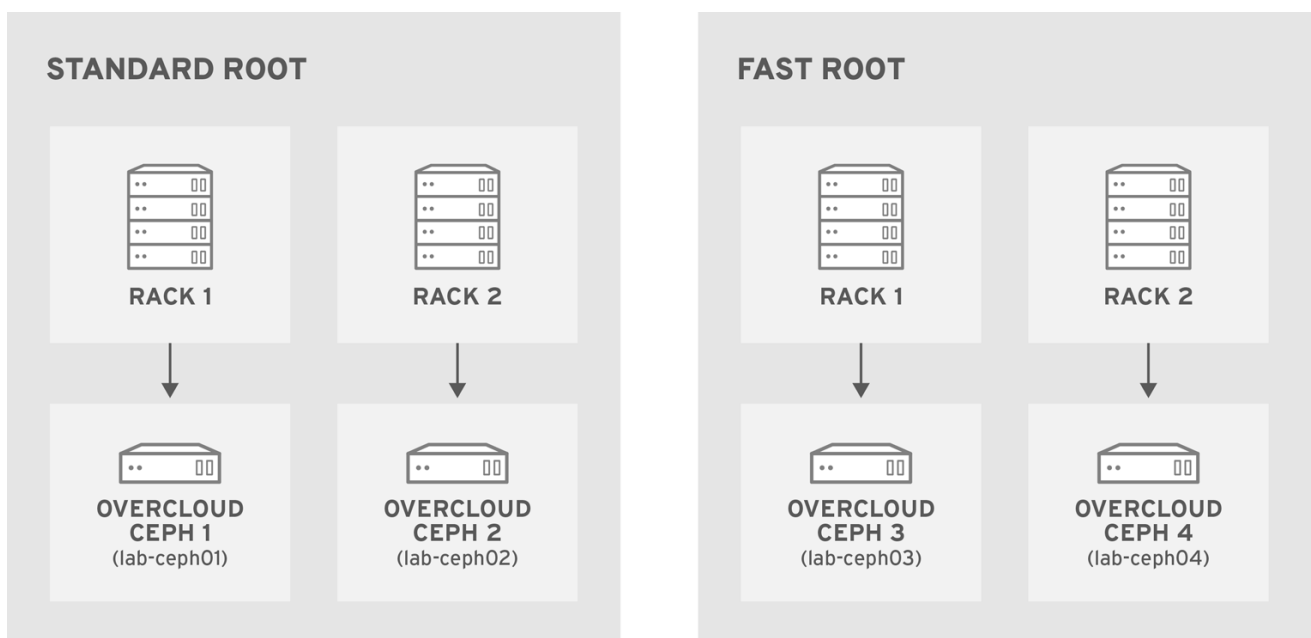 STANDARD ROOT
RACK 1
RACK 2
OVERCLOUD
CEPH 1
(lab-ceph01)
OVERCLOUD
CEPH 2
(lab-ceph02)
FAST ROOT
RACK 1
RACK 2
OVERCLOUD
CEPH 3
(lab-ceph03)
OVERCLOUD
CEPH 4
(lab-ceph04)